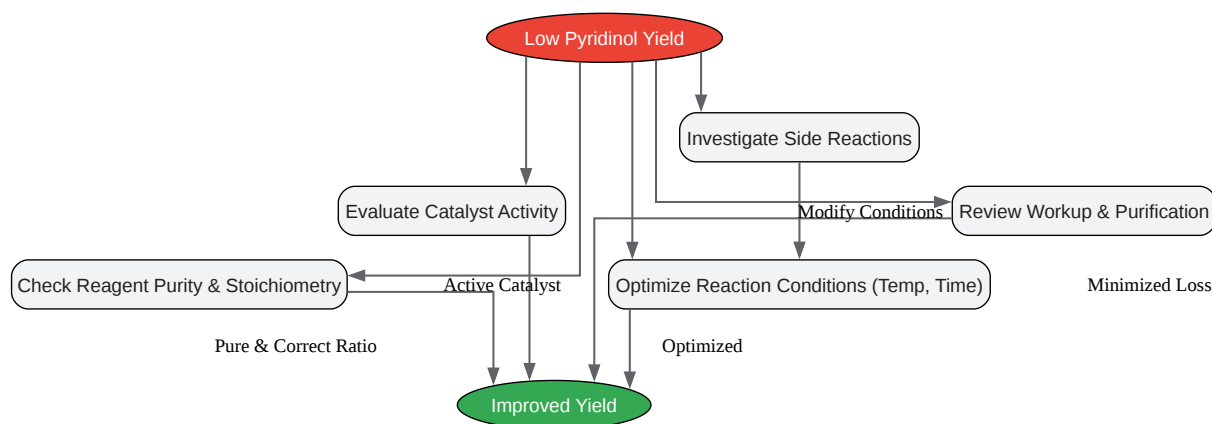 Low Pyridinol Yield
Investigate Side Reactions
Evaluate Catalyst Activity
Modify Conditions
Review Workup & Purification
Check Reagent Purity & Stoichiometry
Active Catalyst
Optimize Reaction Conditions (Temp, Time)
Minimized Loss
Pure & Correct Ratio
Optimized
Improved Yield